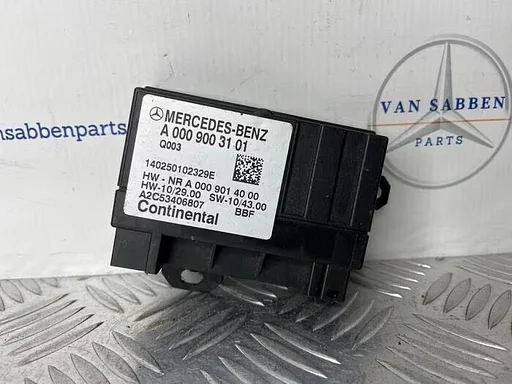 MERCEDES-BENZ
A 000 900 31 01
Q003
140250102329E
HW - NR A 000 901 40 00
HW-10/29.00 SW-10/43.00
A2C53406807 BBF
Continental
VAN SABBEN
PARTS
nsabbenparts
vansabbenparts.